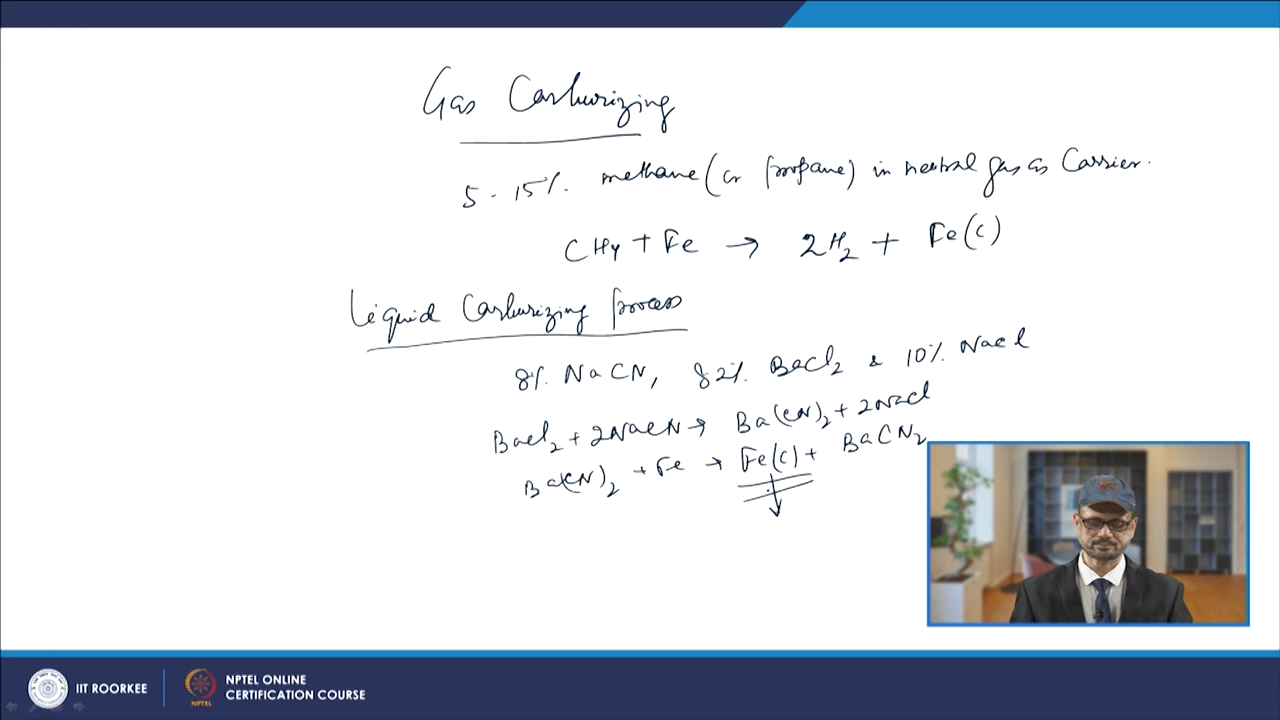 Gas Carburizing
5-15% methane (or propane) in neutral gas as Carrier.
CH4 + Fe → 2H2 + Fe(C)
Liquid Carburizing process
8% NaCN, 82% BaCl2 & 10% NaCl
BaCl2 + 2NaCN → Ba(CN)2 + 2NaCl
Ba(CN)2 + Fe → Fe(C) + BaCN2
IIT ROORKEE
NPTEL
NPTEL ONLINE
CERTIFICATION COURSE